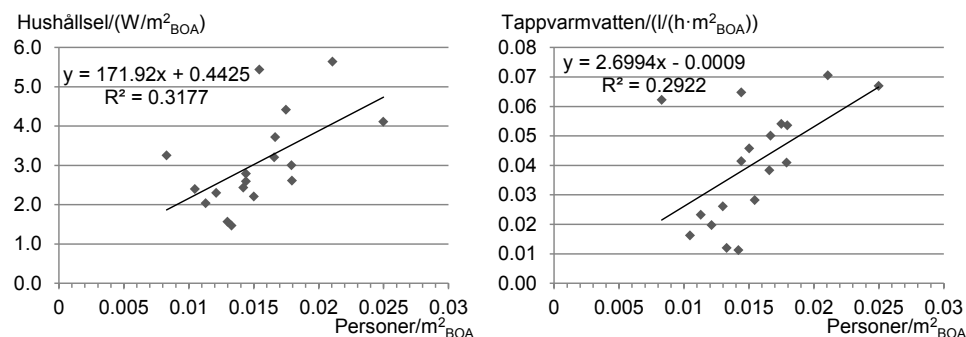 Hushållsel/(W/m²BOA)
6.0
5.0
4.0
3.0
2.0
1.0
0.0
y = 171.92x + 0.4425
R² = 0.3177
0 0.005 0.01 0.015 0.02 0.025 0.03
Personer/m²BOA
Tappvarmvatten/(l/(h·m²BOA))
0.08
0.07
0.06
0.05
0.04
0.03
0.02
0.01
0.00
y = 2.6994x - 0.0009
R² = 0.2922
0 0.005 0.01 0.015 0.02 0.025 0.03
Personer/m²BOA